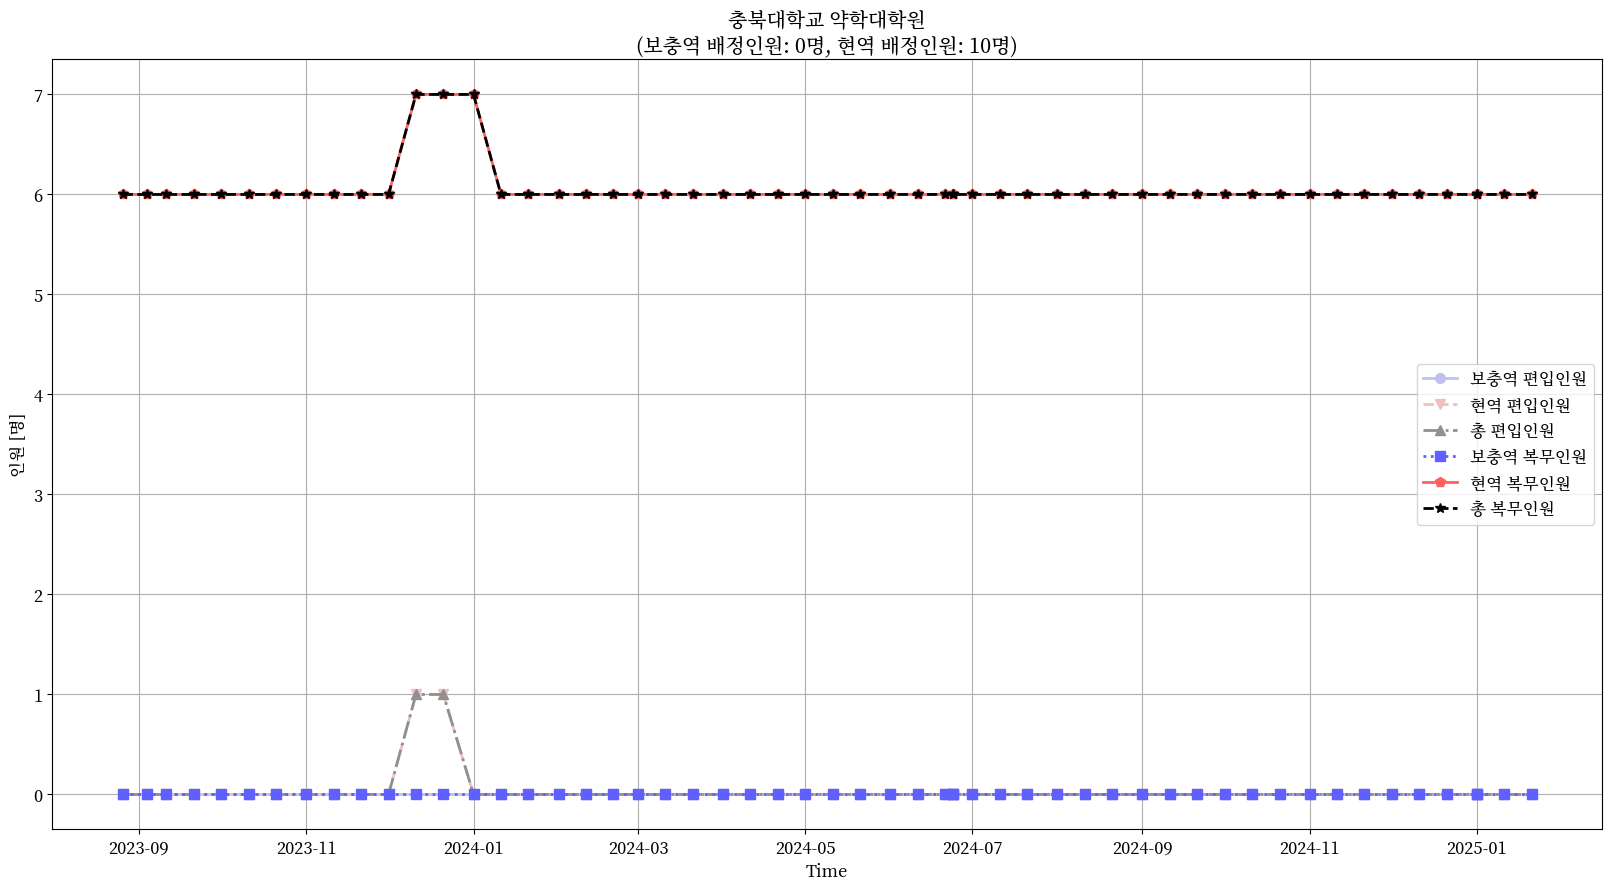 충북대학교 약학대학원
(보충역 배정인원: 0명, 현역 배정인원: 10명)
7
6
5
4
3
2
1
0
인원 [명]
보충역 편입인원
현역 편입인원
총 편입인원
보충역 복무인원
현역 복무인원
총 복무인원
2023-09
2023-11
2024-01
2024-03
2024-05
2024-07
2024-09
2024-11
2025-01
Time